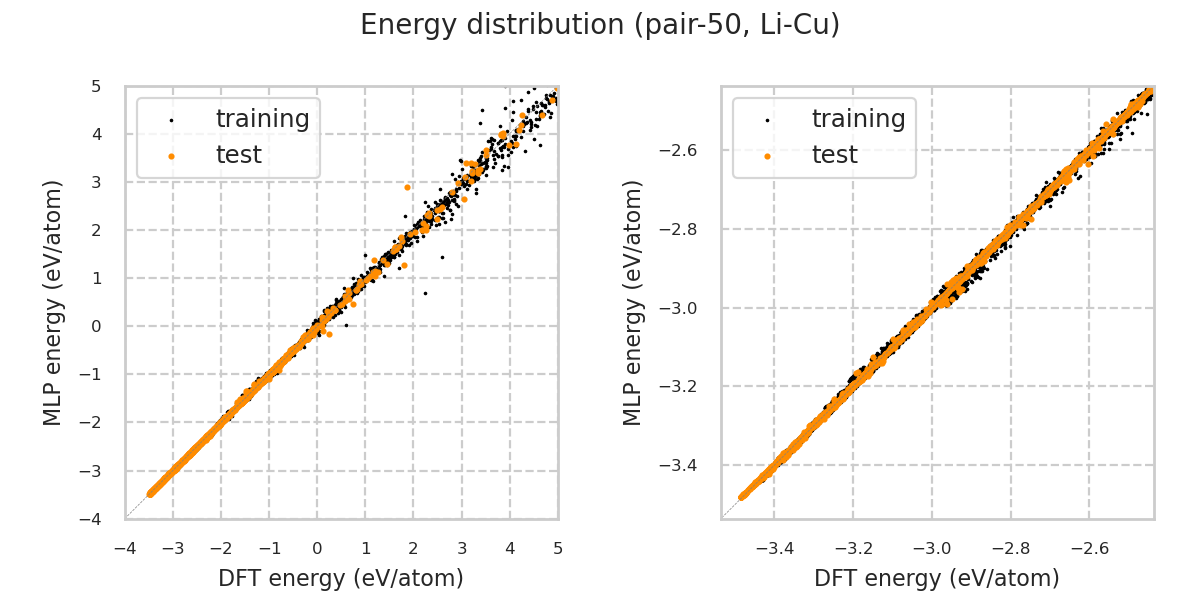 Energy distribution (pair-50, Li-Cu)
5
4
3
2
1
0
−1
−2
−3
−4
−4 −3 −2 −1 0 1 2 3 4 5
MLP energy (eV/atom)
DFT energy (eV/atom)
training
test
−2.6
−2.8
−3.0
−3.2
−3.4
−3.4 −3.2 −3.0 −2.8 −2.6
MLP energy (eV/atom)
DFT energy (eV/atom)
training
test